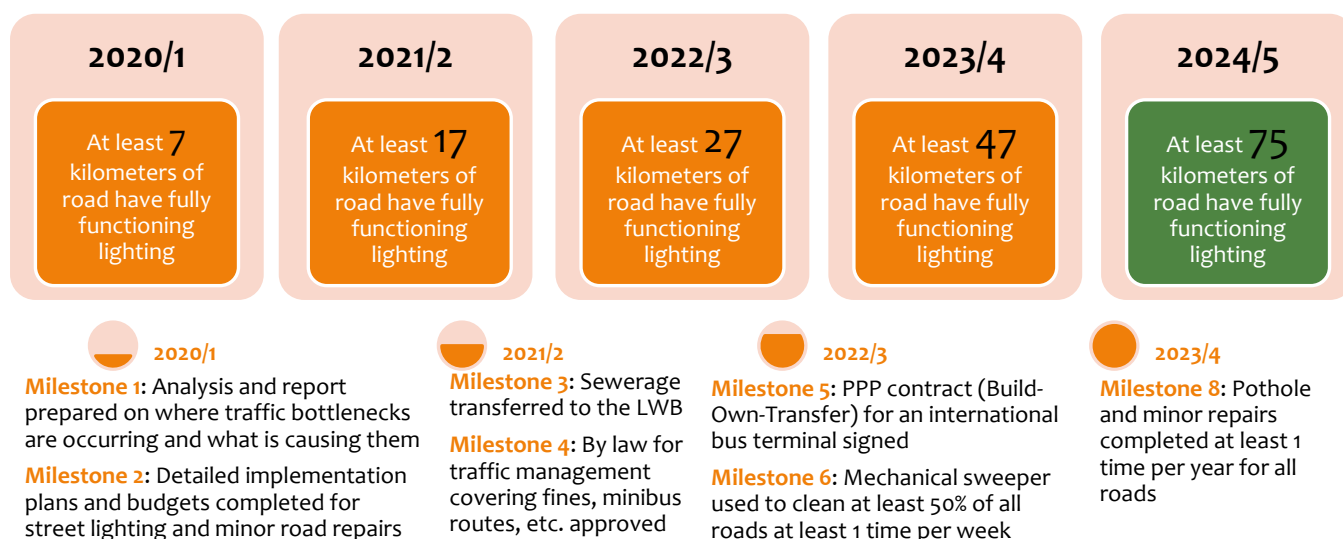 2020/1
At least 7
kilometers of
road have fully
functioning
lighting
2021/2
At least 17
kilometers of
road have fully
functioning
lighting
2022/3
At least 27
kilometers of
road have fully
functioning
lighting
2023/4
At least 47
kilometers of
road have fully
functioning
lighting
2024/5
At least 75
kilometers of
road have fully
functioning
lighting
2020/1
Milestone 1: Analysis and report
prepared on where traffic bottlenecks
are occurring and what is causing them
Milestone 2: Detailed implementation
plans and budgets completed for
street lighting and minor road repairs
2021/2
Milestone 3: Sewerage
transferred to the LWB
Milestone 4: By law for
traffic management
covering fines, minibus
routes, etc. approved
2022/3
Milestone 5: PPP contract (Build-
Own-Transfer) for an international
bus terminal signed
Milestone 6: Mechanical sweeper
used to clean at least 50% of all
roads at least 1 time per week
2023/4
Milestone 8: Pothole
and minor repairs
completed at least 1
time per year for all
roads